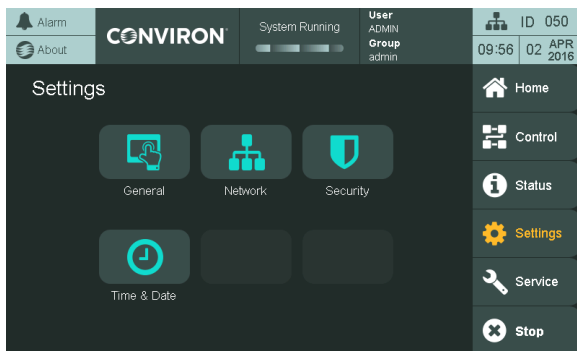 Alarm
About
CONVIRON
System Running
User
ADMIN
Group
admin
ID 050
09:56
02 APR 2016
Settings
General
Network
Security
Time & Date
Home
Control
Status
Settings
Service
Stop